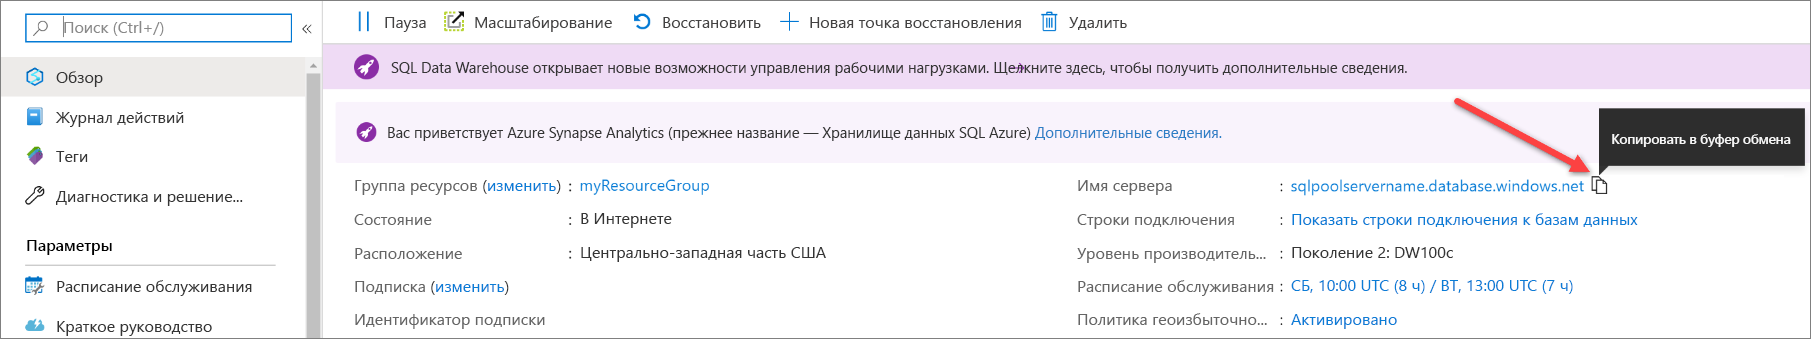 Поиск (Ctrl+/)
«
Пауза
Масштабирование
Восстановить
Новая точка восстановления
Удалить
Обзор
Журнал действий
Теги
Диагностика и решение...
Параметры
Расписание обслуживания
Краткое руководство
SQL Data Warehouse открывает новые возможности управления рабочими нагрузками. Щелкните здесь, чтобы получить дополнительные сведения.
Вас приветствует Azure Synapse Analytics (прежнее название — Хранилище данных SQL Azure) Дополнительные сведения.
Копировать в буфер обмена
Группа ресурсов (изменить) : myResourceGroup
Состояние : В Интернете
Расположение : Центрально-западная часть США
Подписка (изменить)
Идентификатор подписки
Имя сервера : sqlpoolservername.database.windows.net
Строки подключения : Показать строки подключения к базам данных
Уровень производитель... : Поколение 2: DW100c
Расписание обслуживания : СБ, 10:00 UTC (8 ч) / ВТ, 13:00 UTC (7 ч)
Политика геоизбыточно... : Активировано